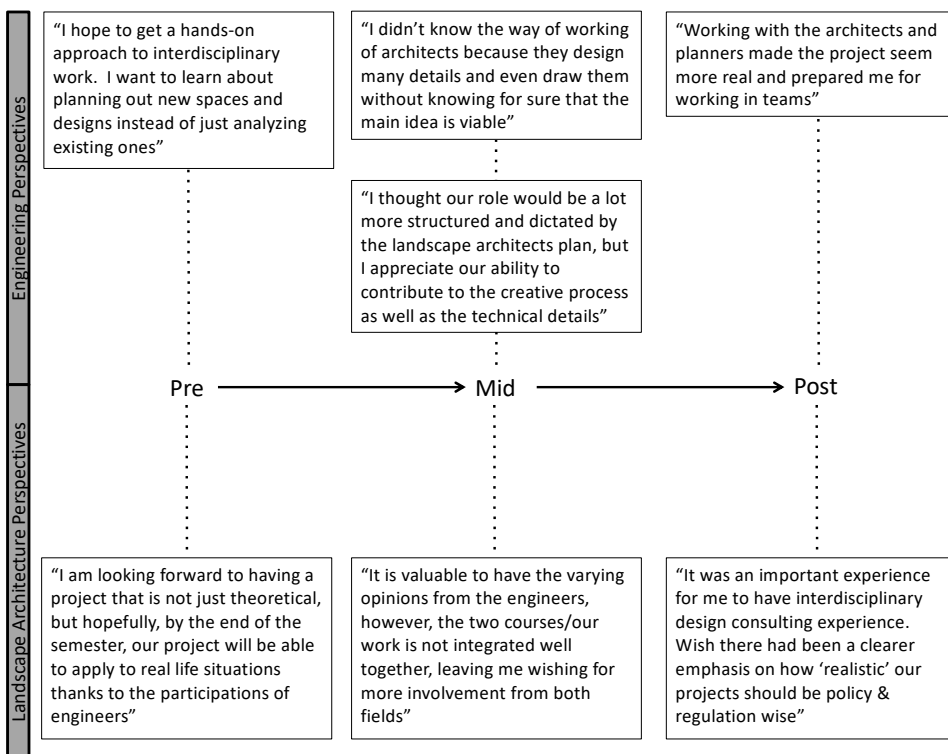 Engineering Perspectives
“I hope to get a hands-on
approach to interdisciplinary
work.  I want to learn about
planning out new spaces and
designs instead of just analyzing
existing ones”
“I didn’t know the way of working
of architects because they design
many details and even draw them
without knowing for sure that the
main idea is viable”
“Working with the architects and
planners made the project seem
more real and prepared me for
working in teams”
“I thought our role would be a lot
more structured and dictated by
the landscape architects plan, but
I appreciate our ability to
contribute to the creative process
as well as the technical details”
Pre
Mid
Post
Landscape Architecture Perspectives
“I am looking forward to having a
project that is not just theoretical,
but hopefully, by the end of the
semester, our project will be able
to apply to real life situations
thanks to the participations of
engineers”
“It is valuable to have the varying
opinions from the engineers,
however, the two courses/our
work is not integrated well
together, leaving me wishing for
more involvement from both
fields”
“It was an important experience
for me to have interdisciplinary
design consulting experience.
Wish there had been a clearer
emphasis on how ‘realistic’ our
projects should be policy &
regulation wise”